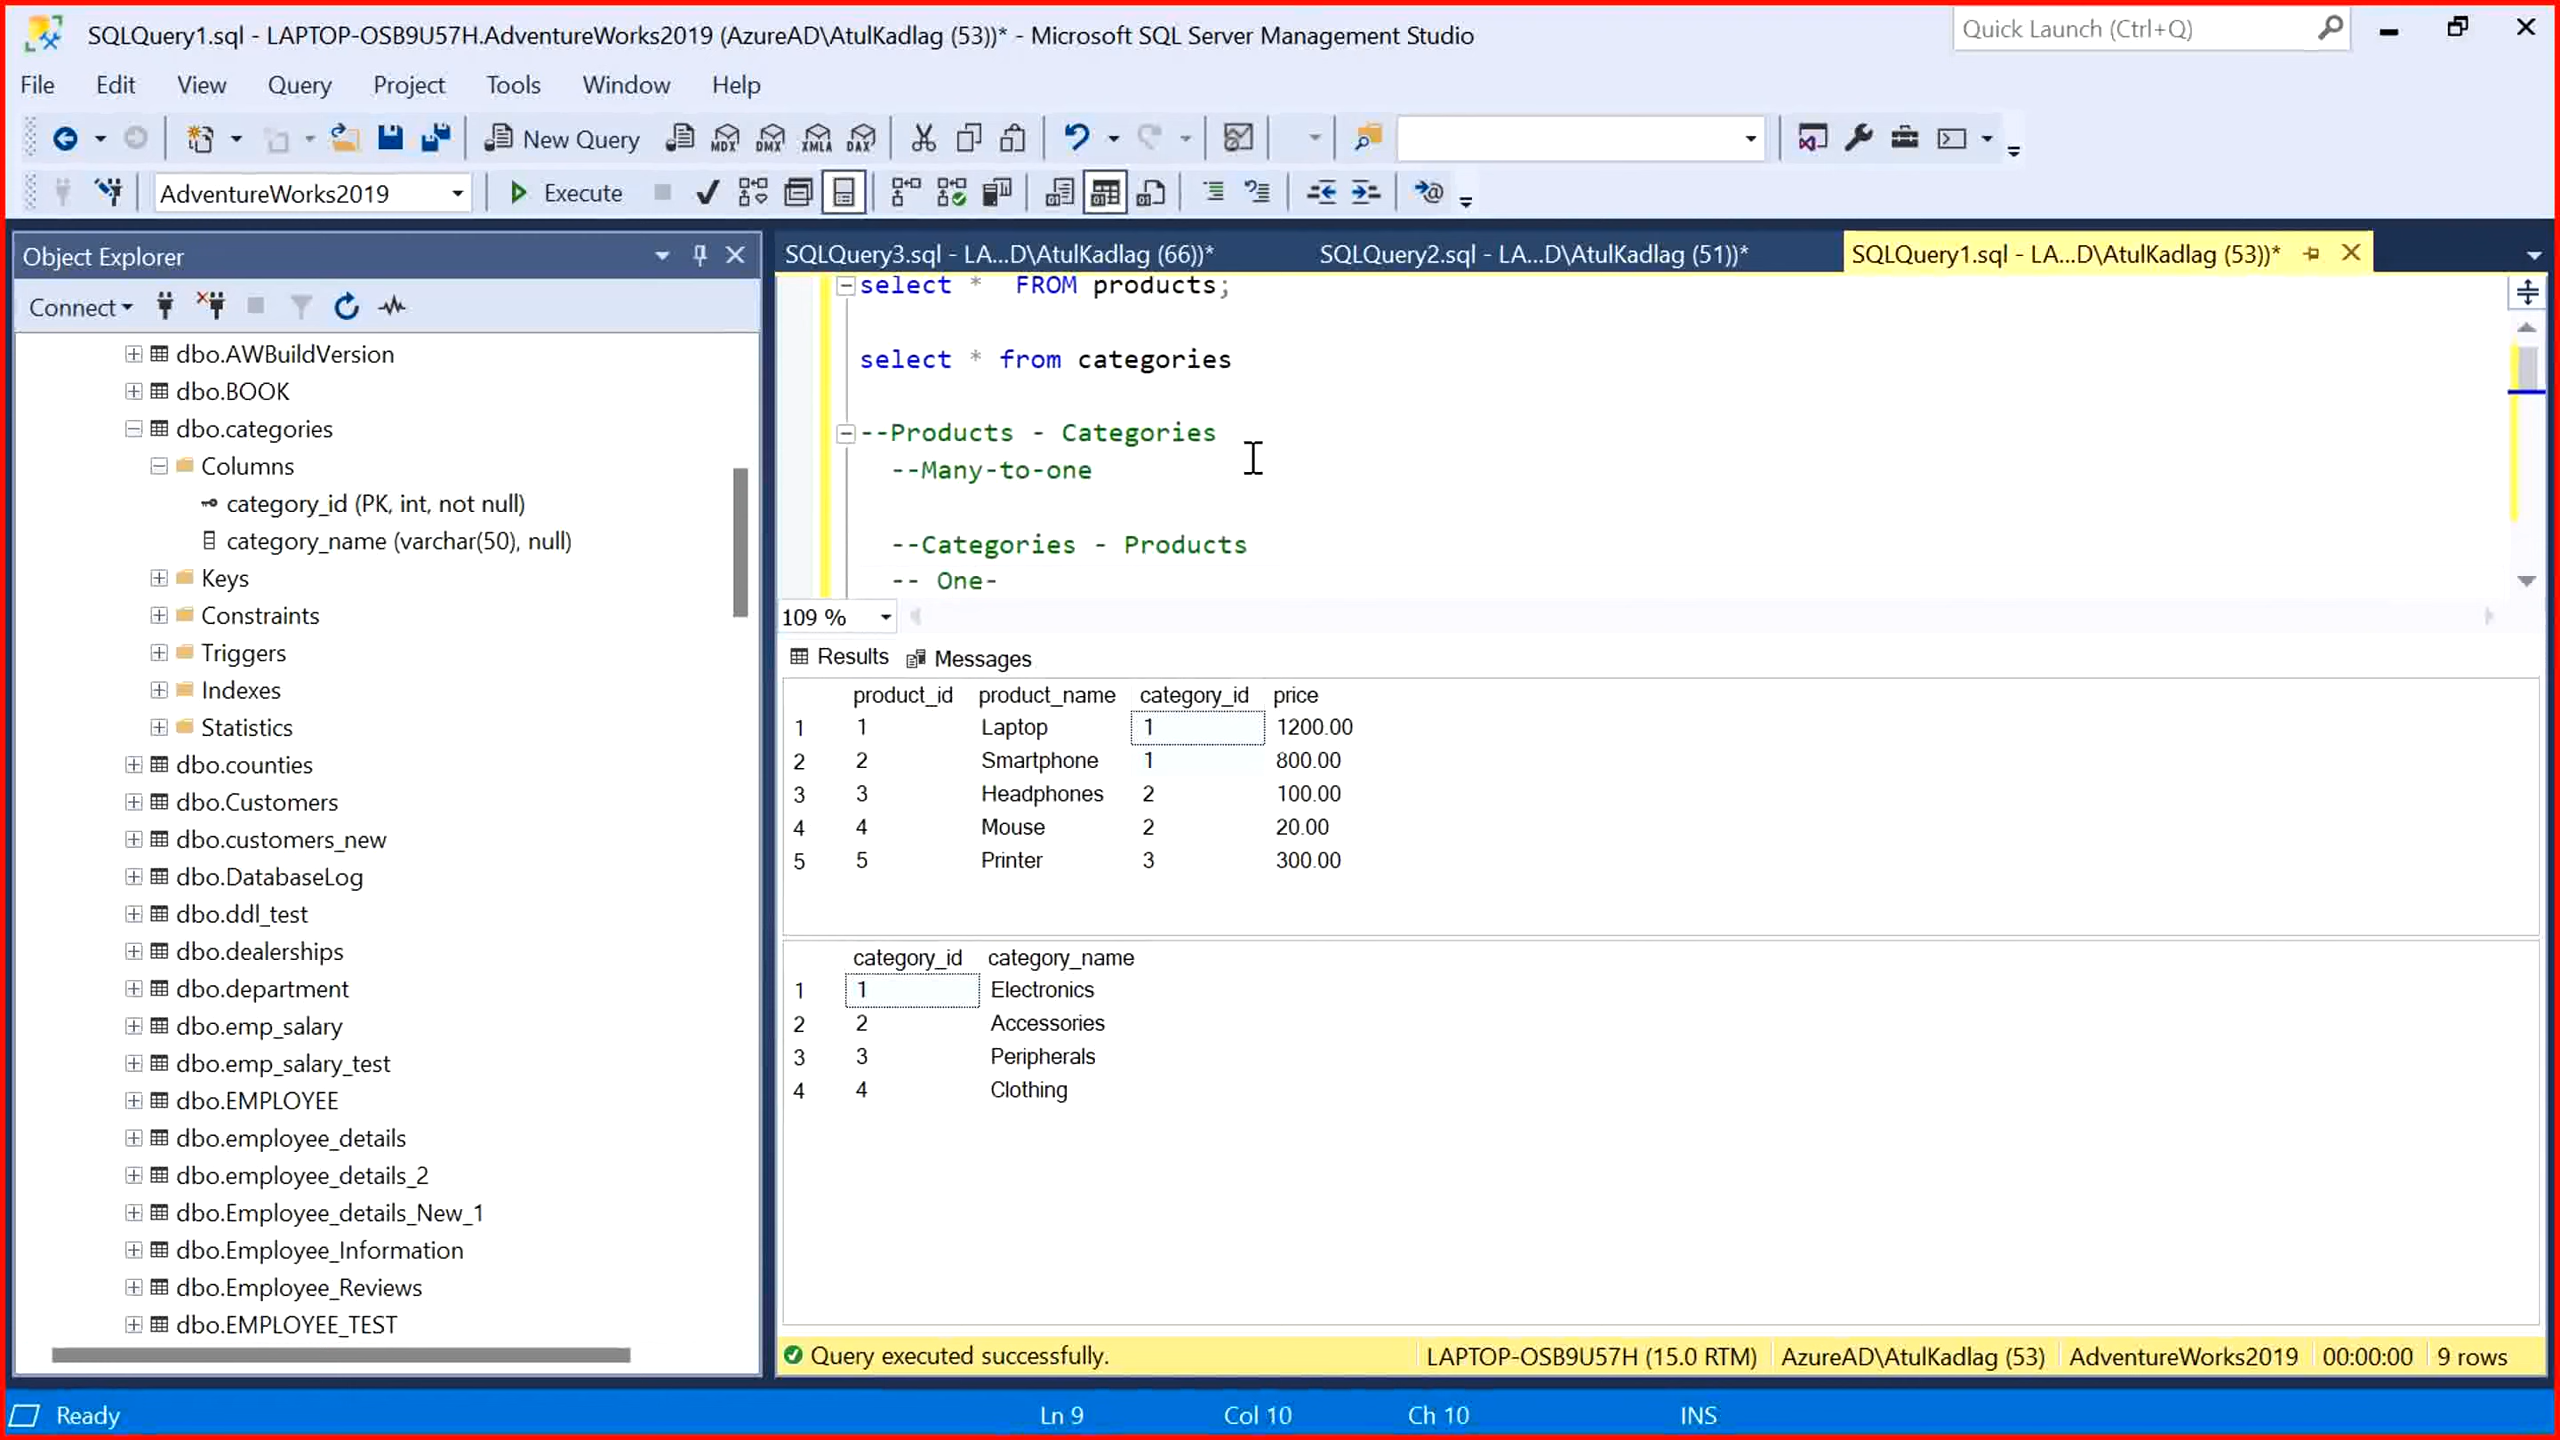 SQLQuery1.sql - LAPTOP-OSB9U57H.AdventureWorks2019 (AzureAD\AtulKadlag (53))* - Microsoft SQL Server Management Studio
Quick Launch (Ctrl+Q)
File Edit View Query Project Tools Window Help
New Query MDX DMX XMLA DAX
AdventureWorks2019 Execute
Object Explorer
Connect
dbo.AWBuildVersion
dbo.BOOK
dbo.categories
Columns
category_id (PK, int, not null)
category_name (varchar(50), null)
Keys
Constraints
Triggers
Indexes
Statistics
dbo.counties
dbo.Customers
dbo.customers_new
dbo.DatabaseLog
dbo.ddl_test
dbo.dealerships
dbo.department
dbo.emp_salary
dbo.emp_salary_test
dbo.EMPLOYEE
dbo.employee_details
dbo.employee_details_2
dbo.Employee_details_New_1
dbo.Employee_Information
dbo.Employee_Reviews
dbo.EMPLOYEE_TEST
SQLQuery3.sql - LA...D\AtulKadlag (66))* SQLQuery2.sql - LA...D\AtulKadlag (51))* SQLQuery1.sql - LA...D\AtulKadlag (53))*
select * FROM products;
select * from categories
--Products - Categories
--Many-to-one
--Categories - Products
-- One-
109 %
Results Messages
product_id product_name category_id price
1 1 Laptop 1 1200.00
2 2 Smartphone 1 800.00
3 3 Headphones 2 100.00
4 4 Mouse 2 20.00
5 5 Printer 3 300.00
category_id category_name
1 1 Electronics
2 2 Accessories
3 3 Peripherals
4 4 Clothing
Query executed successfully. LAPTOP-OSB9U57H (15.0 RTM) AzureAD\AtulKadlag (53) AdventureWorks2019 00:00:00 9 rows
Ready Ln 9 Col 10 Ch 10 INS